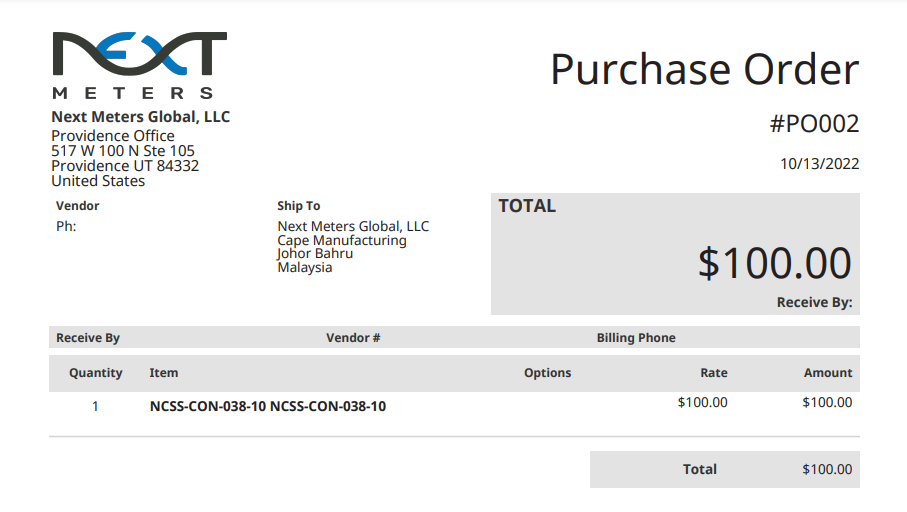 NEXT
METERS
Next Meters Global, LLC
Providence Office
517 W 100 N Ste 105
Providence UT 84332
United States
Purchase Order
#PO002
10/13/2022
Vendor
Ph:
Ship To
Next Meters Global, LLC
Cape Manufacturing
Johor Bahru
Malaysia
TOTAL
$100.00
Receive By:
Receive By Vendor # Billing Phone
Quantity Item Options Rate Amount
1 NCSS-CON-038-10 NCSS-CON-038-10 $100.00 $100.00
Total $100.00